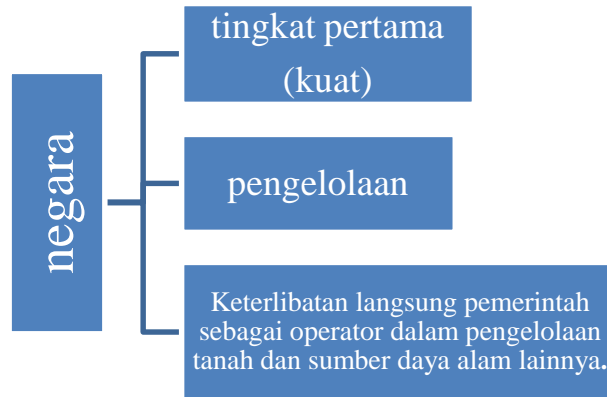 negara
tingkat pertama
(kuat)
pengelolaan
Keterlibatan langsung pemerintah
sebagai operator dalam pengelolaan
tanah dan sumber daya alam lainnya.